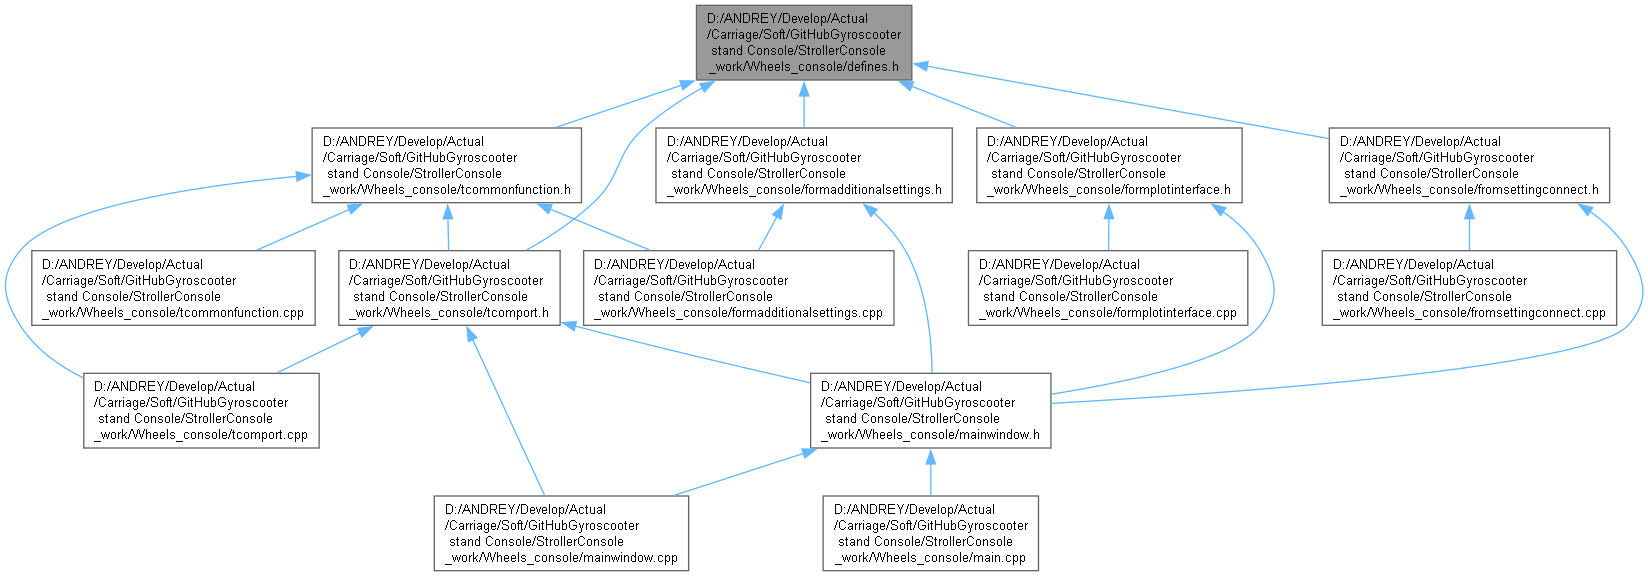 D:/ANDREY/Develop/Actual
/Carriage/Soft/GitHubGyroscooter
stand Console/StrollerConsole
_work/Wheels_console/defines.h
D:/ANDREY/Develop/Actual
/Carriage/Soft/GitHubGyroscooter
stand Console/StrollerConsole
_work/Wheels_console/tcommonfunction.h
D:/ANDREY/Develop/Actual
/Carriage/Soft/GitHubGyroscooter
stand Console/StrollerConsole
_work/Wheels_console/formadditionalsettings.h
D:/ANDREY/Develop/Actual
/Carriage/Soft/GitHubGyroscooter
stand Console/StrollerConsole
_work/Wheels_console/formplotinterface.h
D:/ANDREY/Develop/Actual
/Carriage/Soft/GitHubGyroscooter
stand Console/StrollerConsole
_work/Wheels_console/fromsettingconnect.h
D:/ANDREY/Develop/Actual
/Carriage/Soft/GitHubGyroscooter
stand Console/StrollerConsole
_work/Wheels_console/tcommonfunction.cpp
D:/ANDREY/Develop/Actual
/Carriage/Soft/GitHubGyroscooter
stand Console/StrollerConsole
_work/Wheels_console/tcomport.h
D:/ANDREY/Develop/Actual
/Carriage/Soft/GitHubGyroscooter
stand Console/StrollerConsole
_work/Wheels_console/formadditionalsettings.cpp
D:/ANDREY/Develop/Actual
/Carriage/Soft/GitHubGyroscooter
stand Console/StrollerConsole
_work/Wheels_console/formplotinterface.cpp
D:/ANDREY/Develop/Actual
/Carriage/Soft/GitHubGyroscooter
stand Console/StrollerConsole
_work/Wheels_console/fromsettingconnect.cpp
D:/ANDREY/Develop/Actual
/Carriage/Soft/GitHubGyroscooter
stand Console/StrollerConsole
_work/Wheels_console/tcomport.cpp
D:/ANDREY/Develop/Actual
/Carriage/Soft/GitHubGyroscooter
stand Console/StrollerConsole
_work/Wheels_console/mainwindow.h
D:/ANDREY/Develop/Actual
/Carriage/Soft/GitHubGyroscooter
stand Console/StrollerConsole
_work/Wheels_console/mainwindow.cpp
D:/ANDREY/Develop/Actual
/Carriage/Soft/GitHubGyroscooter
stand Console/StrollerConsole
_work/Wheels_console/main.cpp